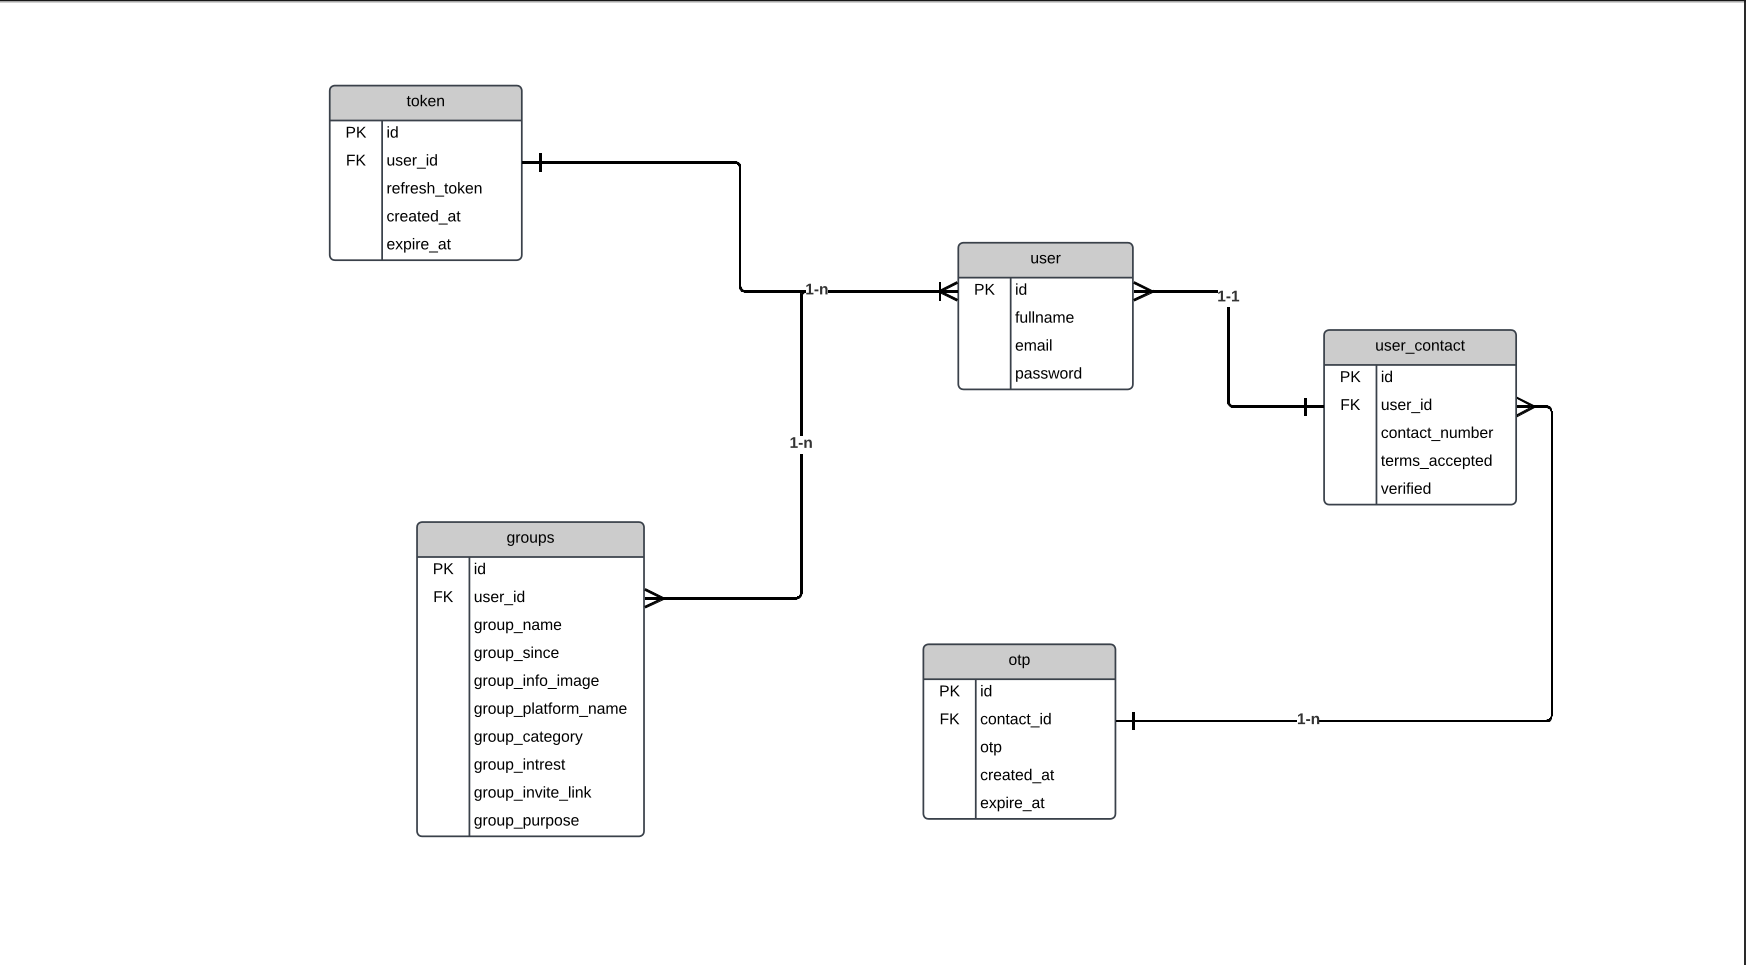 token
PK id
FK user_id
refresh_token
created_at
expire_at
1-n
user
PK id
fullname
email
password
1-1
user_contact
PK id
FK user_id
contact_number
terms_accepted
verified
1-n
groups
PK id
FK user_id
group_name
group_since
group_info_image
group_platform_name
group_category
group_intrest
group_invite_link
group_purpose
otp
PK id
FK contact_id
otp
created_at
expire_at
1-n